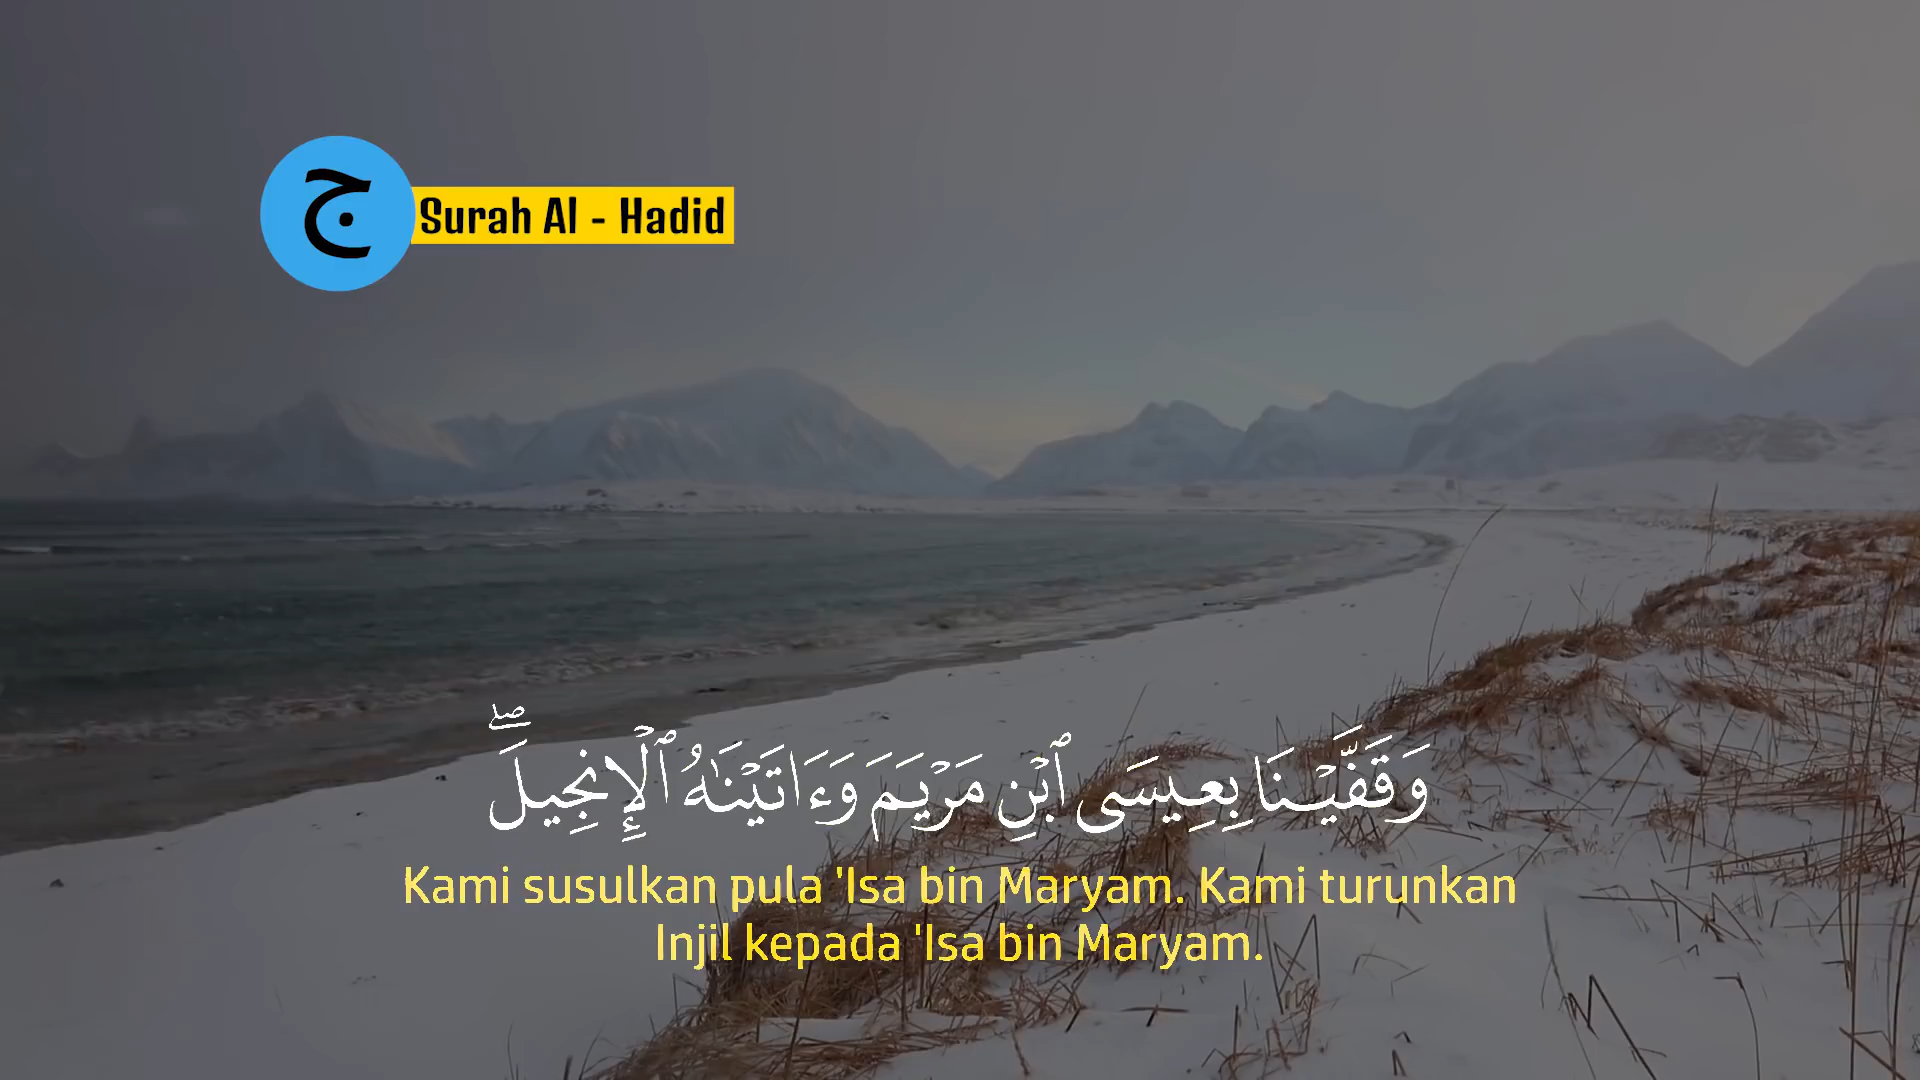 ج
Surah Al - Hadid
وَقَفَّيْنَا بِعِيسَى ٱبْنِ مَرْيَمَ وَءَاتَيْنَـٰهُ ٱلْإِنجِيلَ ۖ
Kami susulkan pula 'Isa bin Maryam. Kami turunkan
Injil kepada 'Isa bin Maryam.